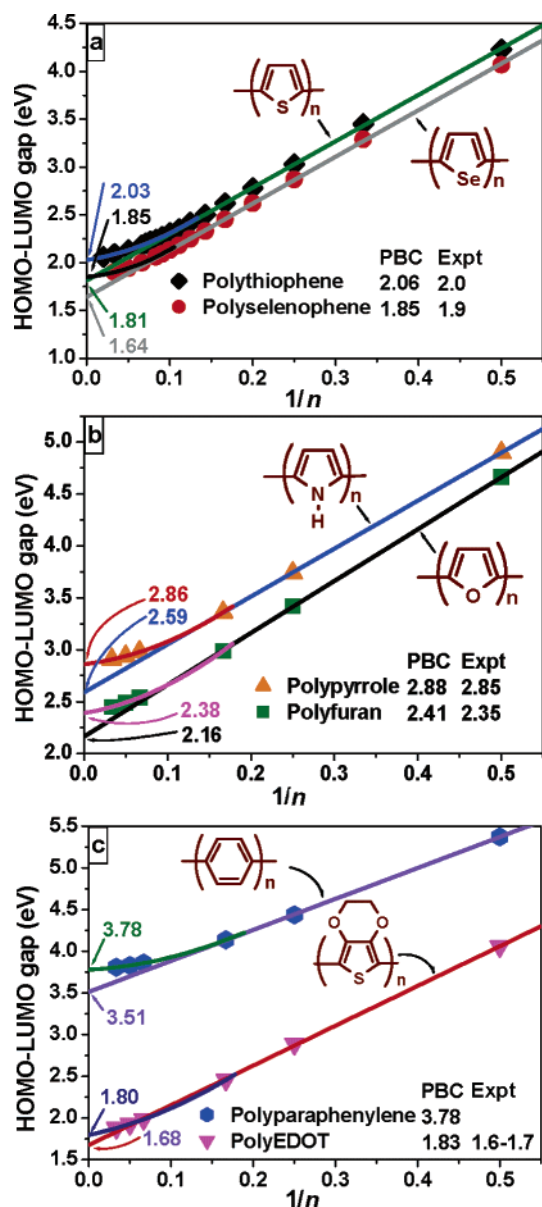 a
HOMO-LUMO gap (eV)
4.5
4.0
3.5
3.0
2.5
2.0
1.5
1.0
S
n
Se
n
2.03
1.85
1.81
1.64
PBC Expt
Polythiophene 2.06 2.0
Polyselenophene 1.85 1.9
0.0 0.1 0.2 0.3 0.4 0.5
1/n
b
HOMO-LUMO gap (eV)
5.0
4.5
4.0
3.5
3.0
2.5
2.0
N
H
n
O
n
2.86
2.59
2.38
2.16
PBC Expt
Polypyrrole 2.88 2.85
Polyfuran 2.41 2.35
0.0 0.1 0.2 0.3 0.4 0.5
1/n
c
HOMO-LUMO gap (eV)
5.5
5.0
4.5
4.0
3.5
3.0
2.5
2.0
1.5
n
O O
S
n
3.78
3.51
1.80
1.68
PBC Expt
Polyparaphenylene 3.78
PolyEDOT 1.83 1.6-1.7
0.0 0.1 0.2 0.3 0.4 0.5
1/n